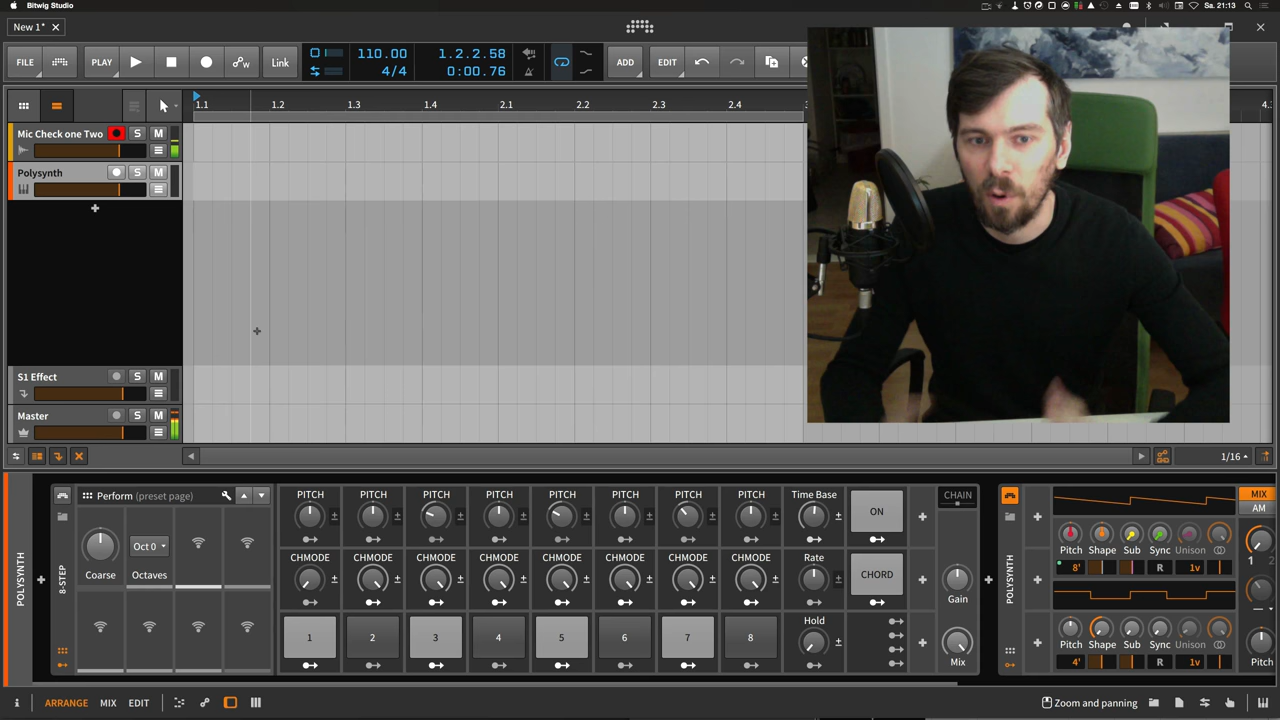 Bitwig Studio
Sa. 21:13
New 1*
FILE
PLAY
Link
110.00
4/4
1.2.2.58
0:00.76
ADD
EDIT
1.1
1.2
1.3
1.4
2.1
2.2
2.3
2.4
Mic Check one Two
S
M
Polysynth
S
M
S1 Effect
S
M
Master
S
M
1/16
POLYSYNTH
8-STEP
Perform (preset page)
Coarse
Oct 0
Octaves
PITCH PITCH PITCH PITCH PITCH PITCH PITCH PITCH
Time Base
ON
CHMODE CHMODE CHMODE CHMODE CHMODE CHMODE CHMODE CHMODE
Rate
CHORD
1 2 3 4 5 6 7 8
Hold
CHAIN
Gain
Mix
POLYSYNTH
MIX
AM
Pitch Shape Sub Sync Unison
8' R 1v
1
Pitch Shape Sub Sync Unison
4' R 1v
Pitch
ARRANGE MIX EDIT
Zoom and panning